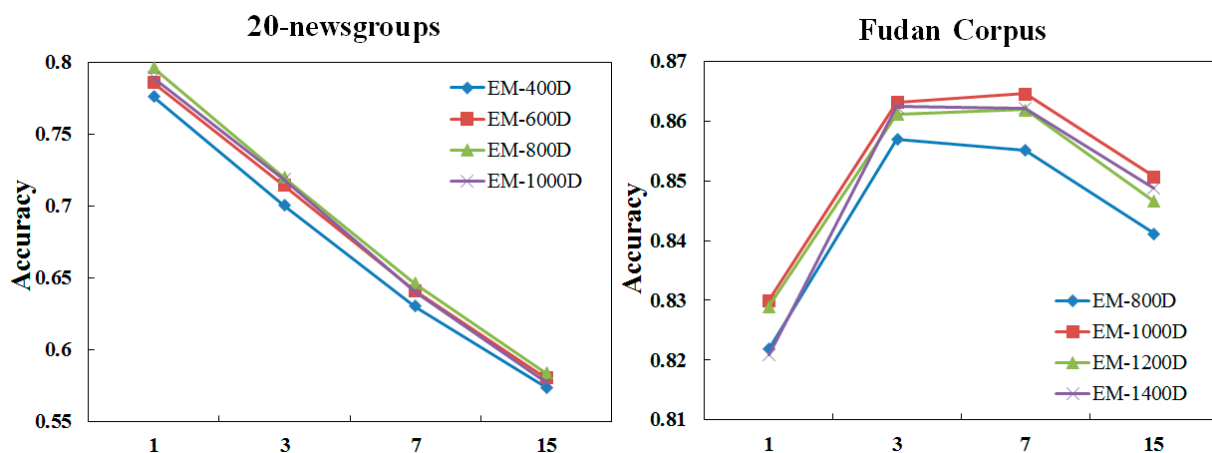 20-newsgroups
Accuracy
0.8
0.75
0.7
0.65
0.6
0.55
1 3 7 15
EM-400D
EM-600D
EM-800D
EM-1000D
Fudan Corpus
Accuracy
0.87
0.86
0.85
0.84
0.83
0.82
0.81
1 3 7 15
EM-800D
EM-1000D
EM-1200D
EM-1400D